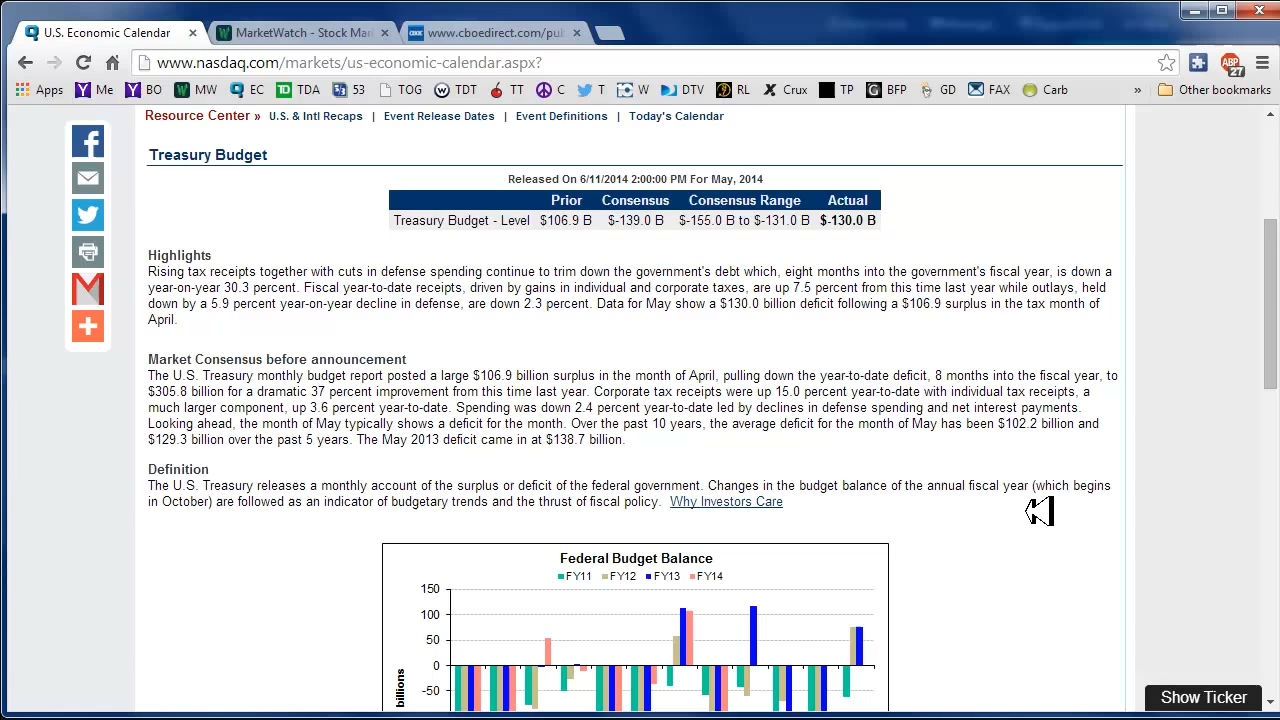 U.S. Economic Calendar
MarketWatch - Stock Mar
www.cboedirect.com/pul
www.nasdaq.com/markets/us-economic-calendar.aspx?
ABP
27
Apps Me BO MW EC TDA 53 TOG TDT TT C T W DTV RL Crux TP BFP GD FAX Carb » Other bookmarks
Resource Center » U.S. & Intl Recaps | Event Release Dates | Event Definitions | Today's Calendar
Treasury Budget
Released On 6/11/2014 2:00:00 PM For May, 2014
Prior Consensus Consensus Range Actual
Treasury Budget - Level $106.9 B $-139.0 B $-155.0 B to $-131.0 B $-130.0 B
Highlights
Rising tax receipts together with cuts in defense spending continue to trim down the government's debt which, eight months into the government's fiscal year, is down a
year-on-year 30.3 percent. Fiscal year-to-date receipts, driven by gains in individual and corporate taxes, are up 7.5 percent from this time last year while outlays, held
down by a 5.9 percent year-on-year decline in defense, are down 2.3 percent. Data for May show a $130.0 billion deficit following a $106.9 surplus in the tax month of
April.
Market Consensus before announcement
The U.S. Treasury monthly budget report posted a large $106.9 billion surplus in the month of April, pulling down the year-to-date deficit, 8 months into the fiscal year, to
$305.8 billion for a dramatic 37 percent improvement from this time last year. Corporate tax receipts were up 15.0 percent year-to-date with individual tax receipts, a
much larger component, up 3.6 percent year-to-date. Spending was down 2.4 percent year-to-date led by declines in defense spending and net interest payments.
Looking ahead, the month of May typically shows a deficit for the month. Over the past 10 years, the average deficit for the month of May has been $102.2 billion and
$129.3 billion over the past 5 years. The May 2013 deficit came in at $138.7 billion.
Definition
The U.S. Treasury releases a monthly account of the surplus or deficit of the federal government. Changes in the budget balance of the annual fiscal year (which begins
in October) are followed as an indicator of budgetary trends and the thrust of fiscal policy. Why Investors Care
Federal Budget Balance
FY11 FY12 FY13 FY14
150
100
50
0
-50
billions
Show Ticker